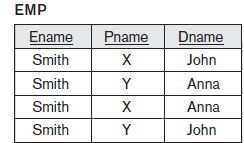 EMP
Ename Pname Dname
Smith X John
Smith Y Anna
Smith X Anna
Smith Y John